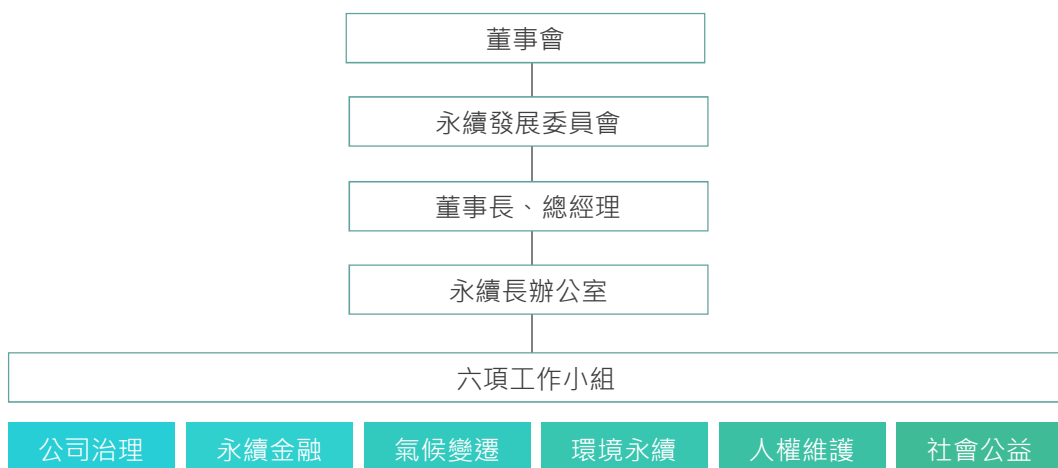 董事會
永續發展委員會
董事長、總經理
永續長辦公室
六項工作小組
公司治理
永續金融
氣候變遷
環境永續
人權維護
社會公益